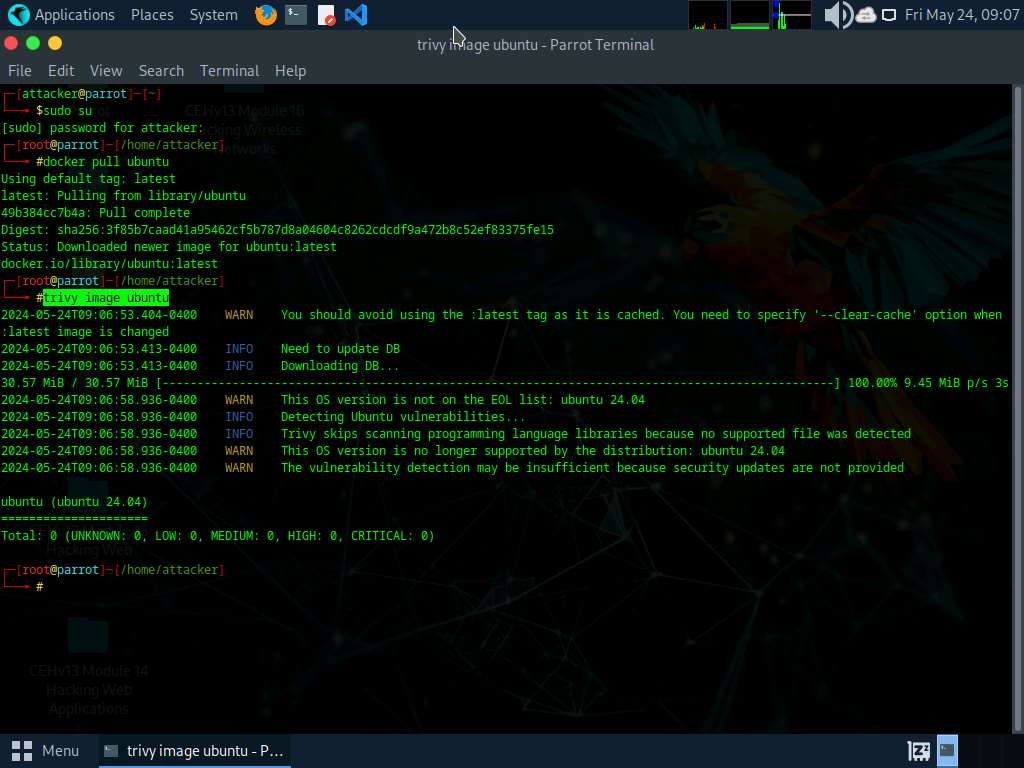 Applications Places System Fri May 24, 09:07
trivy image ubuntu - Parrot Terminal
File Edit View Search Terminal Help
┌─[attacker@parrot]─[~]
└──╼ $sudo su
[sudo] password for attacker:
┌─[root@parrot]─[/home/attacker]
└──╼ #docker pull ubuntu
Using default tag: latest
latest: Pulling from library/ubuntu
49b384cc7b4a: Pull complete
Digest: sha256:3f85b7caad41a95462cf5b787d8a04604c8262cdcdf9a472b8c52ef83375fe15
Status: Downloaded newer image for ubuntu:latest
docker.io/library/ubuntu:latest
┌─[root@parrot]─[/home/attacker]
└──╼ #trivy image ubuntu
2024-05-24T09:06:53.404-0400 WARN You should avoid using the :latest tag as it is cached. You need to specify '--clear-cache' option when
:latest image is changed
2024-05-24T09:06:53.413-0400 INFO Need to update DB
2024-05-24T09:06:53.413-0400 INFO Downloading DB...
30.57 MiB / 30.57 MiB [------------------------------------------------------------------------------------------------] 100.00% 9.45 MiB p/s 3s
2024-05-24T09:06:58.936-0400 WARN This OS version is not on the EOL list: ubuntu 24.04
2024-05-24T09:06:58.936-0400 INFO Detecting Ubuntu vulnerabilities...
2024-05-24T09:06:58.936-0400 INFO Trivy skips scanning programming language libraries because no supported file was detected
2024-05-24T09:06:58.936-0400 WARN This OS version is no longer supported by the distribution: ubuntu 24.04
2024-05-24T09:06:58.936-0400 WARN The vulnerability detection may be insufficient because security updates are not provided
ubuntu (ubuntu 24.04)
=====================
Total: 0 (UNKNOWN: 0, LOW: 0, MEDIUM: 0, HIGH: 0, CRITICAL: 0)
┌─[root@parrot]─[/home/attacker]
└──╼ #
CEHv13 Module 16
Hacking Wireless
Networks
Hacking Web
CEHv13 Module 14
Hacking Web
Applications
Menu trivy image ubuntu - P...